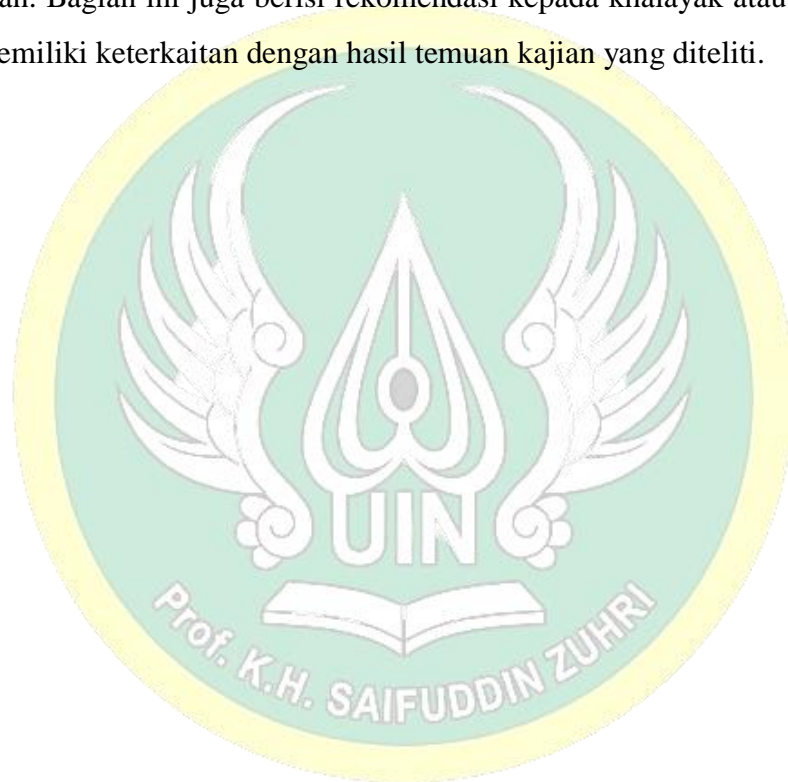 an. Bagian ini juga berisi rekomendasi kepada khalayak atau
emiliki keterkaitan dengan hasil temuan kajian yang diteliti.
UIN
Prof. K.H. SAIFUDDIN ZUHRI